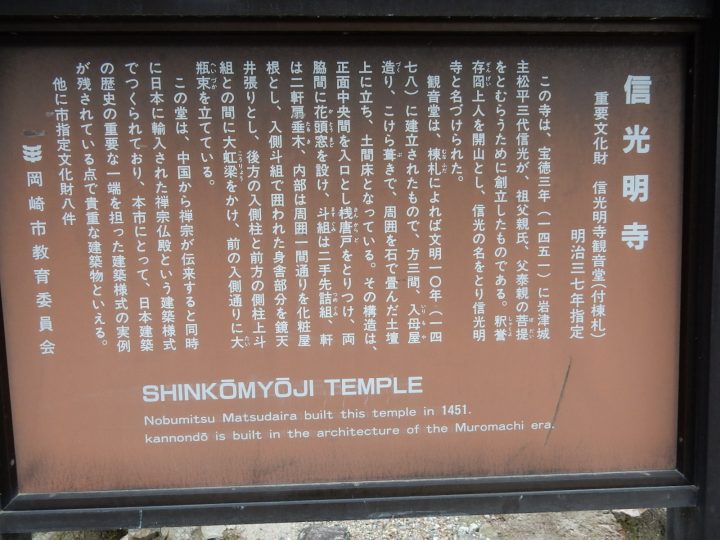 信光明寺
重要文化財 信光明寺観音堂(付棟札)
明治三七年指定
この寺は、宝徳三年(一四五一)に岩津城
主松平三代信光が、祖父親氏、父泰親の菩提
をとむらうために創立したものである。釈誉
存冏上人を開山とし、信光の名をとり信光明
寺と名づけられた。
観音堂は、棟札によれば文明一〇年(一四
七八)に建立されたもので、方三間、入母屋
造り、こけら葺きで、周囲を石で畳んだ土壇
上に立ち、土間床となっている。その構造は、
正面中央間を入口とし桟唐戸をとりつけ、両
脇間に花頭窓を設け、斗組は二手先詰組、軒
は二軒扇垂木、内部は周囲一間通りを化粧屋
根とし、入側斗組で囲われた身舎部分を鏡天
井張りとし、後方の入側柱と前方の側柱上斗
組との間に大虹梁をかけ、前の入側通りに大
瓶束を立てている。
この堂は、中国から禅宗が伝来すると同時
に日本に輸入された禅宗仏殿という建築様式
でつくられており、本市にとって、日本建築
の歴史の重要な一端を担った建築様式の実例
が残されている点で貴重な建築物といえる。
他に市指定文化財八件
岡崎市教育委員会
SHINKŌMYŌJI TEMPLE
Nobumitsu Matsudaira built this temple in 1451.
kannondō is built in the architecture of the Muromachi era.